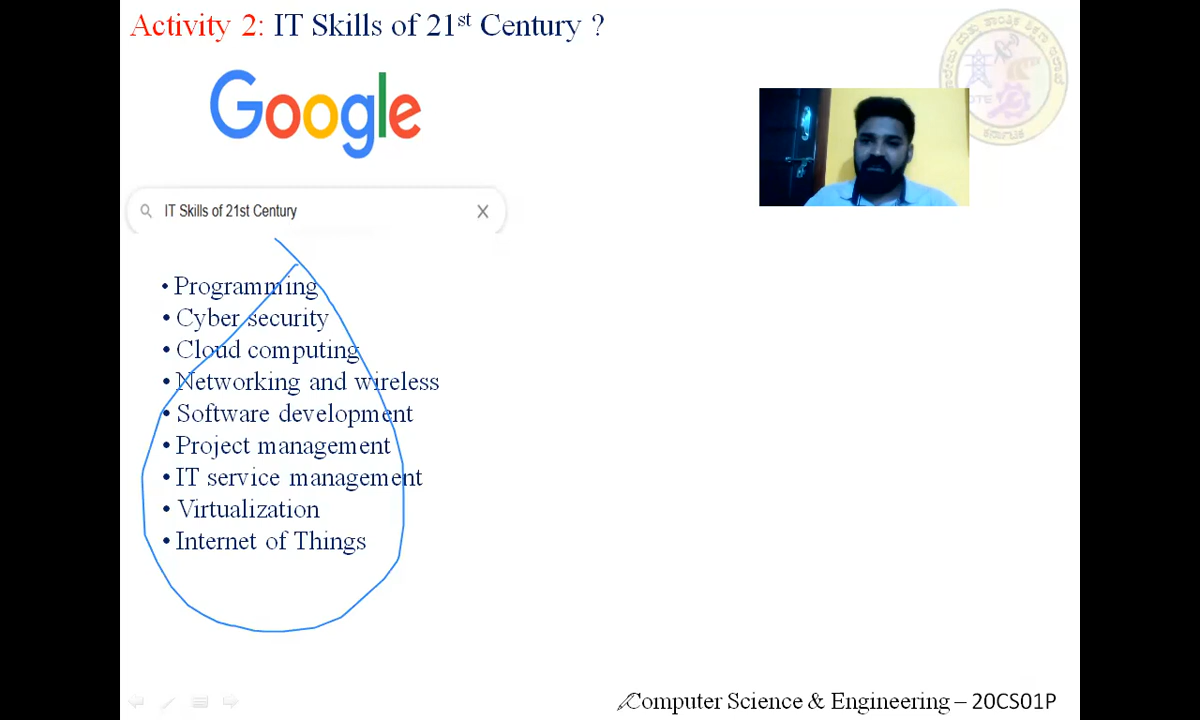 Activity 2: IT Skills of 21st Century ?
Google
IT Skills of 21st Century
• Programming
• Cyber security
• Cloud computing
• Networking and wireless
• Software development
• Project management
• IT service management
• Virtualization
• Internet of Things
Computer Science & Engineering – 20CS01P